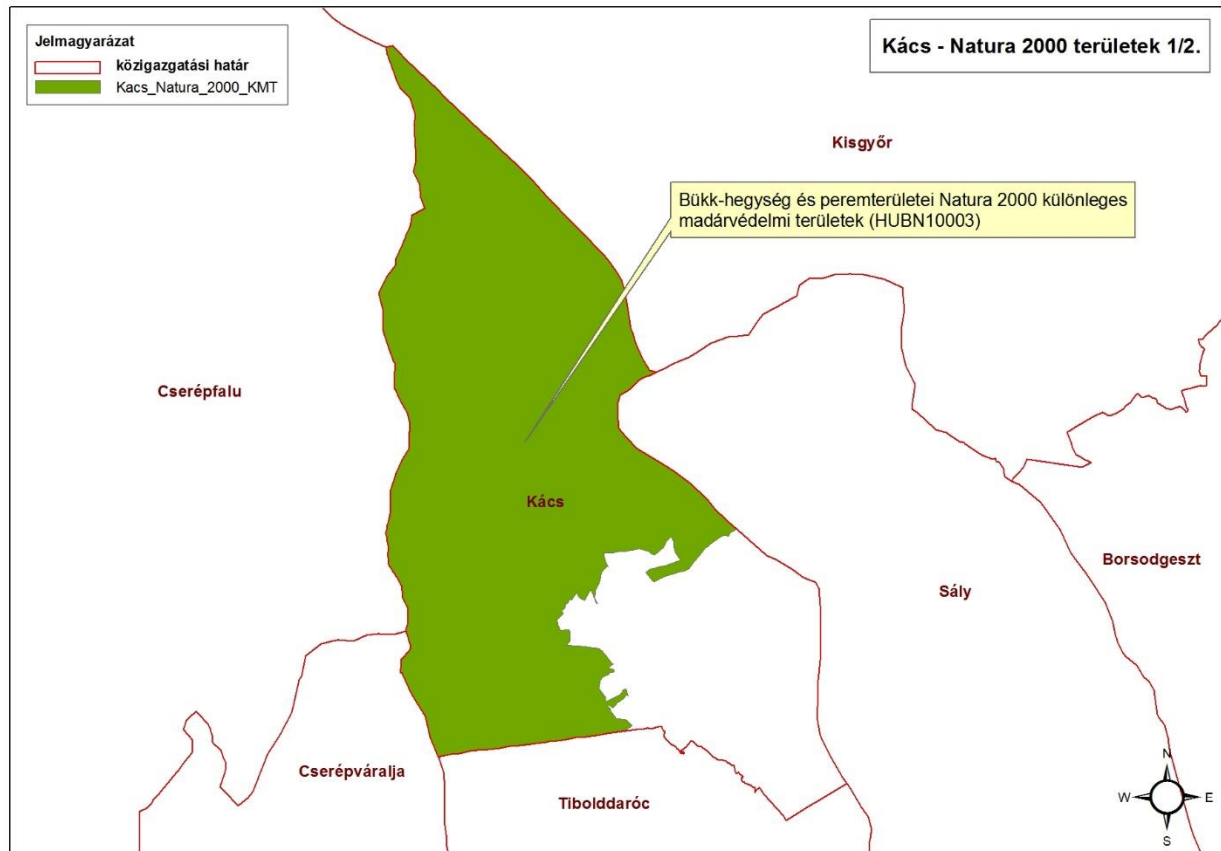 Jelmagyarázat
közigazgatási határ
Kacs_Natura_2000_KMT
Kács - Natura 2000 területek 1/2.
Kisgyőr
Bükk-hegység és peremterületei Natura 2000 különleges
madárvédelmi területek (HUBN10003)
Cserépfalu
Kács
Borsodgeszt
Sály
Cserépváralja
Tibolddaróc
N
W
E
S